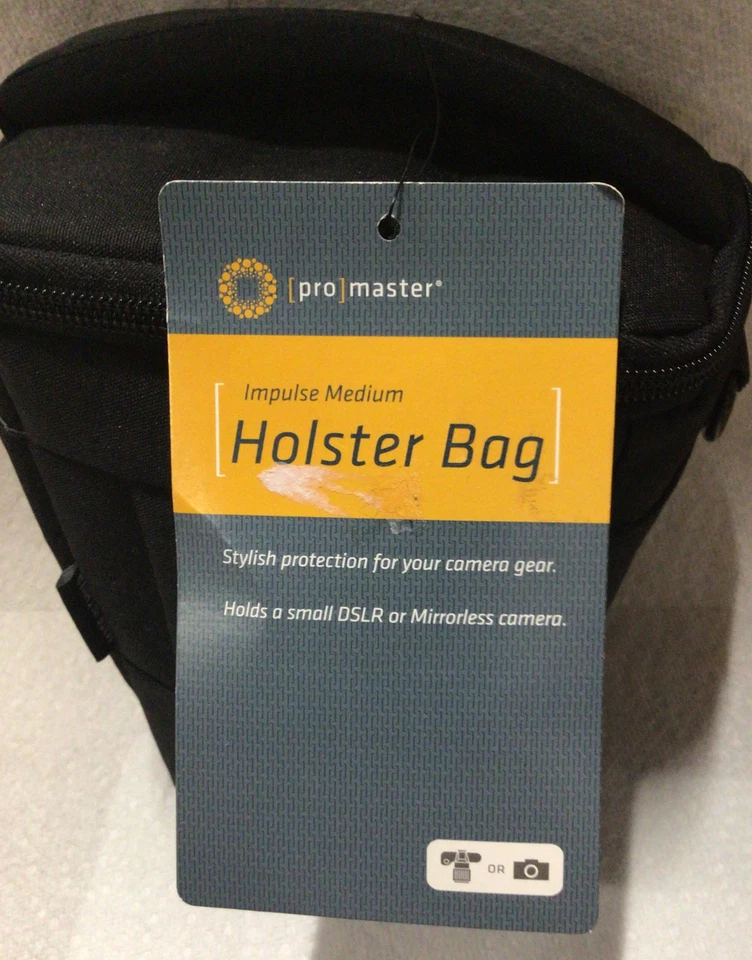 [pro]master®
Impulse Medium
[Holster Bag]
Stylish protection for your camera gear.
Holds a small DSLR or Mirrorless camera.
OR